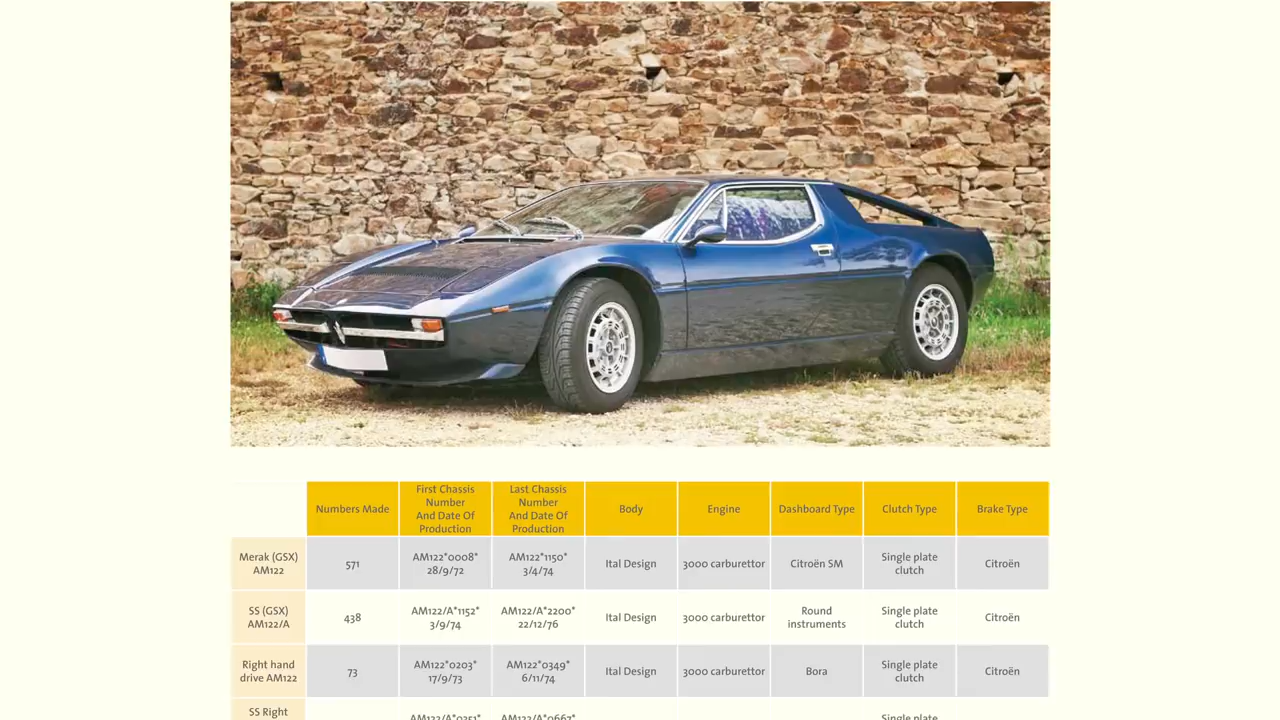 Numbers Made
First Chassis
Number
And Date Of
Production
Last Chassis
Number
And Date Of
Production
Body
Engine
Dashboard Type
Clutch Type
Brake Type
Merak (GSX)
AM122
571
AM122*0008*
28/9/72
AM122*1150*
3/4/74
Ital Design
3000 carburettor
Citroën SM
Single plate
clutch
Citroën
SS (GSX)
AM122/A
438
AM122/A*1152*
3/9/74
AM122/A*2200*
22/12/76
Ital Design
3000 carburettor
Round
instruments
Single plate
clutch
Citroën
Right hand
drive AM122
73
AM122*0203*
17/9/73
AM122*0349*
6/11/74
Ital Design
3000 carburettor
Bora
Single plate
clutch
Citroën
SS Right
AM122/A*0351*
AM122/A*0667*
Single plate